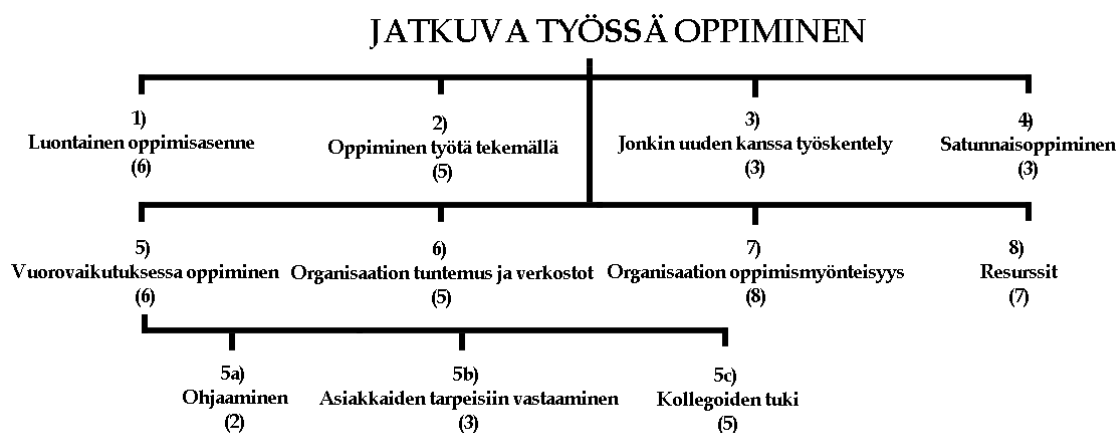 JATKUVA TYÖSSÄ OPPIMINEN
1)
Luontainen oppimisasenne
(6)
2)
Oppiminen työtä tekemällä
(5)
3)
Jonkin uuden kanssa työskentely
(3)
4)
Satunnaisoppiminen
(3)
5)
Vuorovaikutuksessa oppiminen
(6)
6)
Organisaation tuntemus ja verkostot
(5)
7)
Organisaation oppimismyönteisyys
(8)
8)
Resurssit
(7)
5a)
Ohjaaminen
(2)
5b)
Asiakkaiden tarpeisiin vastaaminen
(3)
5c)
Kollegoiden tuki
(5)